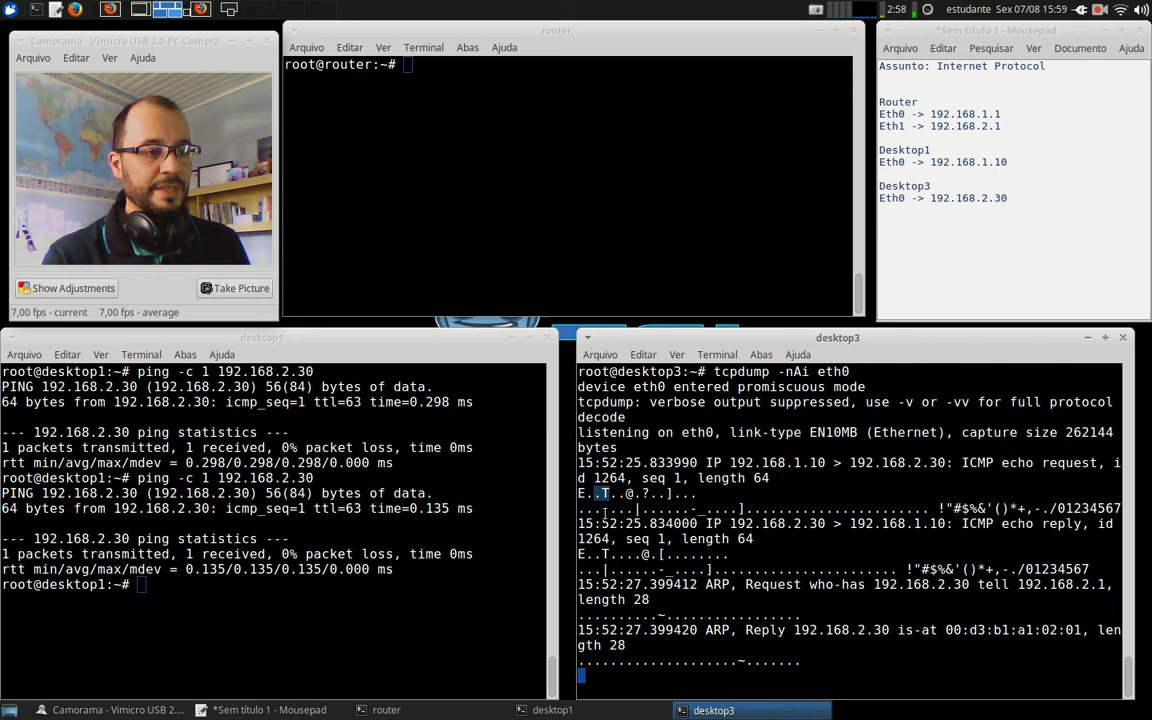 2:58
estudante
Sex 07/08 15:59
Camorama - Vimicro USB 2.0 PC Camera
Arquivo Editar Ver Ajuda
Show Adjustments
Take Picture
7,00 fps - current 7,00 fps - average
router
Arquivo Editar Ver Terminal Abas Ajuda
root@router:~#
*Sem título 1 - Mousepad
Arquivo Editar Pesquisar Ver Documento Ajuda
Assunto: Internet Protocol
Router
Eth0 -> 192.168.1.1
Eth1 -> 192.168.2.1
Desktop1
Eth0 -> 192.168.1.10
Desktop3
Eth0 -> 192.168.2.30
desktop1
Arquivo Editar Ver Terminal Abas Ajuda
root@desktop1:~# ping -c 1 192.168.2.30
PING 192.168.2.30 (192.168.2.30) 56(84) bytes of data.
64 bytes from 192.168.2.30: icmp_seq=1 ttl=63 time=0.298 ms
--- 192.168.2.30 ping statistics ---
1 packets transmitted, 1 received, 0% packet loss, time 0ms
rtt min/avg/max/mdev = 0.298/0.298/0.298/0.000 ms
root@desktop1:~# ping -c 1 192.168.2.30
PING 192.168.2.30 (192.168.2.30) 56(84) bytes of data.
64 bytes from 192.168.2.30: icmp_seq=1 ttl=63 time=0.135 ms
--- 192.168.2.30 ping statistics ---
1 packets transmitted, 1 received, 0% packet loss, time 0ms
rtt min/avg/max/mdev = 0.135/0.135/0.135/0.000 ms
root@desktop1:~#
desktop3
Arquivo Editar Ver Terminal Abas Ajuda
root@desktop3:~# tcpdump -nAi eth0
device eth0 entered promiscuous mode
tcpdump: verbose output suppressed, use -v or -vv for full protocol
decode
listening on eth0, link-type EN10MB (Ethernet), capture size 262144
bytes
15:52:25.833990 IP 192.168.1.10 > 192.168.2.30: ICMP echo request, i
d 1264, seq 1, length 64
E..T..@.?..]...
.......|......-_....]....................... !"#$%&'()*+,-./01234567
15:52:25.834000 IP 192.168.2.30 > 192.168.1.10: ICMP echo reply, id
1264, seq 1, length 64
E..T....@.[........
...|......-_....]....................... !"#$%&'()*+,-./01234567
15:52:27.399412 ARP, Request who-has 192.168.2.30 tell 192.168.2.1,
length 28
..........~.................
15:52:27.399420 ARP, Reply 192.168.2.30 is-at 00:d3:b1:a1:02:01, len
gth 28
....................~.......
Camorama - Vimicro USB 2....
*Sem título 1 - Mousepad
router
desktop1
desktop3